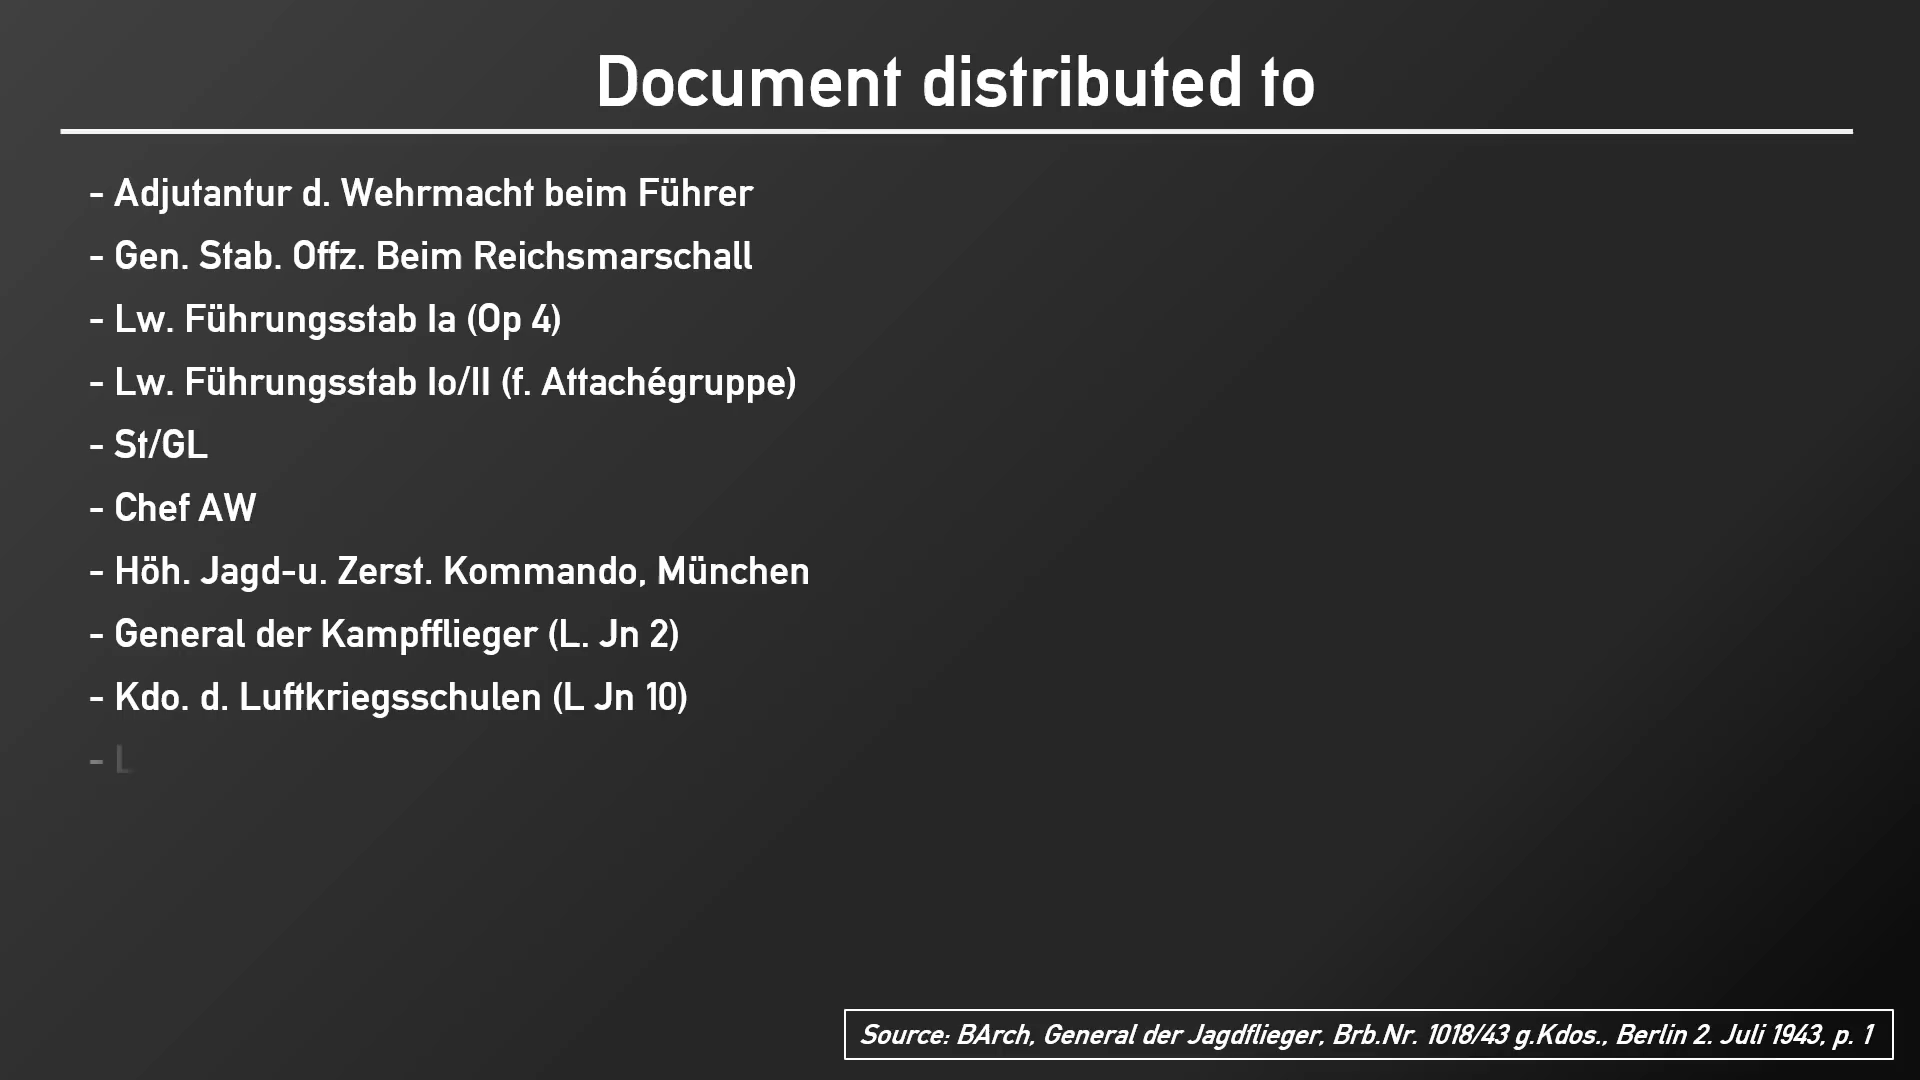 Document distributed to
- Adjutantur d. Wehrmacht beim Führer
- Gen. Stab. Offz. Beim Reichsmarschall
- Lw. Führungsstab Ia (Op 4)
- Lw. Führungsstab Io/II (f. Attachégruppe)
- St/GL
- Chef AW
- Höh. Jagd-u. Zerst. Kommando, München
- General der Kampfflieger (L. Jn 2)
- Kdo. d. Luftkriegsschulen (L Jn 10)
- L
Source: BArch, General der Jagdflieger, Brb.Nr. 1018/43 g.Kdos., Berlin 2. Juli 1943, p. 1